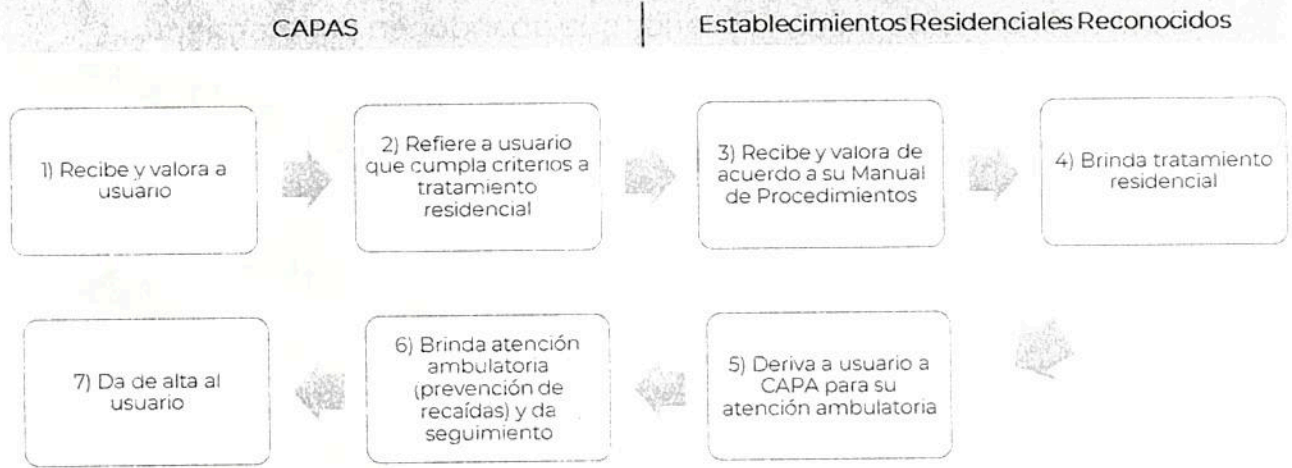 CAPAS
Establecimientos Residenciales Reconocidos
1) Recibe y valora a
usuario
2) Refiere a usuario
que cumpla criterios a
tratamiento
residencial
3) Recibe y valora de
acuerdo a su Manual
de Procedimientos
4) Brinda tratamiento
residencial
7) Da de alta al
usuario
6) Brinda atención
ambulatoria
(prevención de
recaídas) y da
seguimiento
5) Deriva a usuario a
CAPA para su
atención ambulatoria